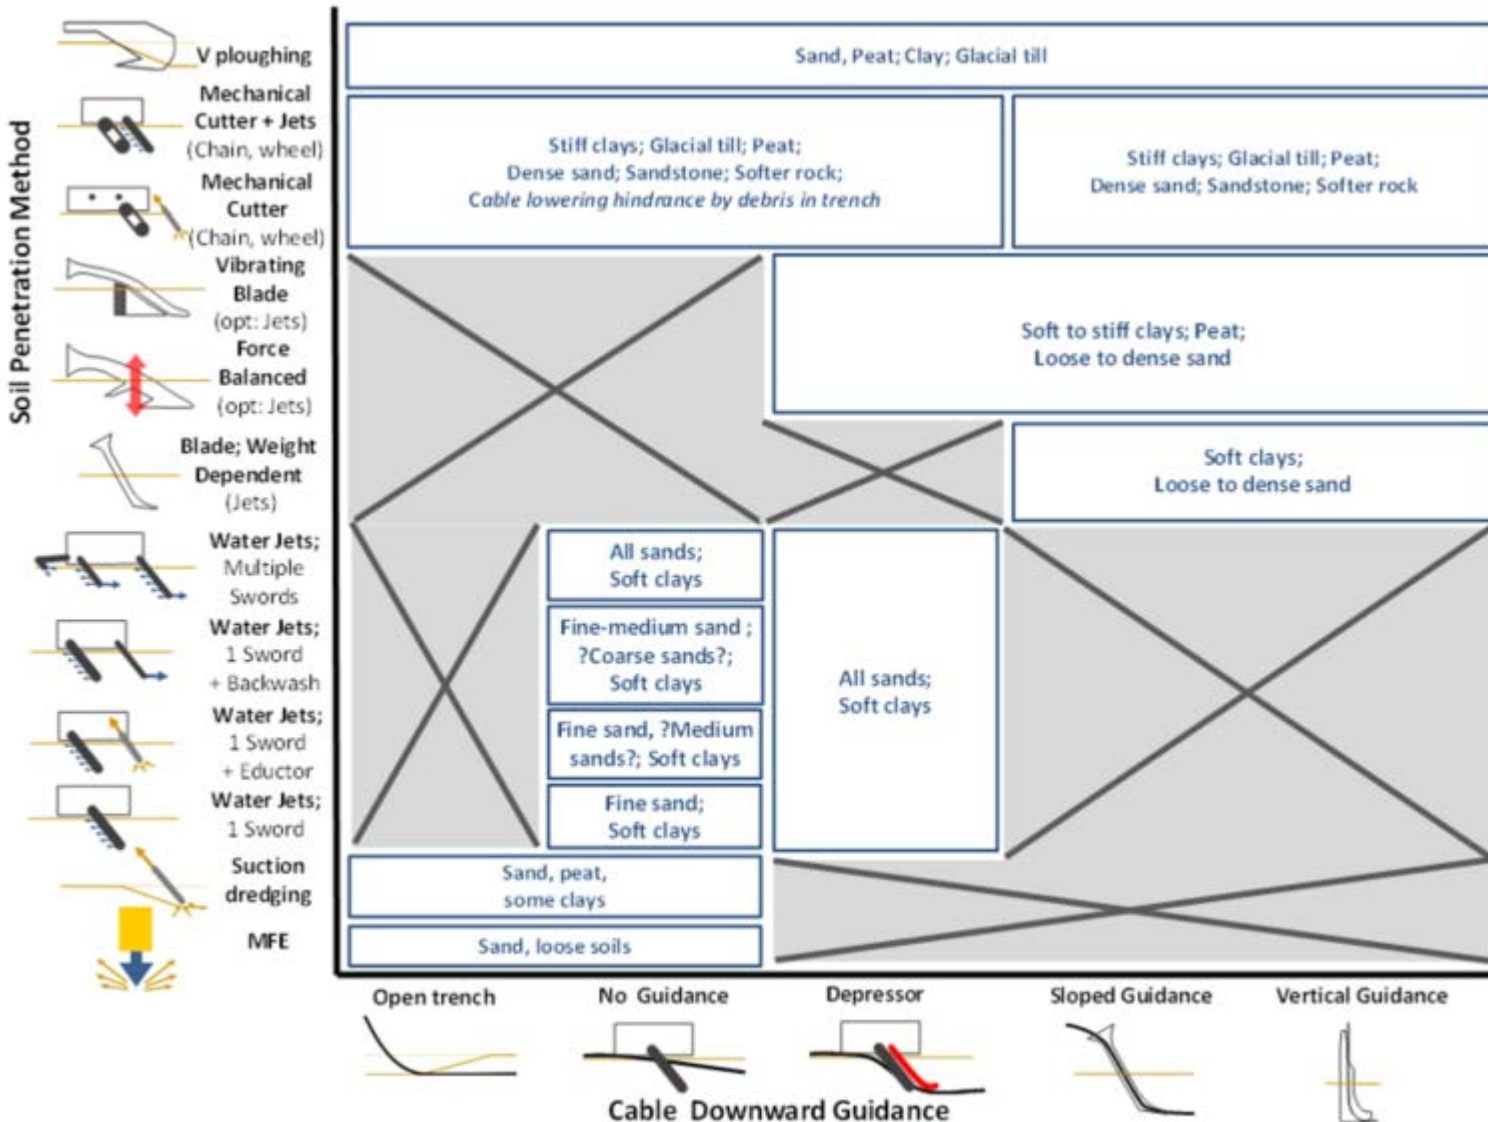 Soil Penetration Method
V ploughing
Mechanical
Cutter + Jets
(Chain, wheel)
Mechanical
Cutter
(Chain, wheel)
Vibrating
Blade
(opt: Jets)
Force
Balanced
(opt: Jets)
Blade; Weight
Dependent
(Jets)
Water Jets;
Multiple
Swords
Water Jets;
1 Sword
+ Backwash
Water Jets;
1 Sword
+ Eductor
Water Jets;
1 Sword
Suction
dredging
MFE
Sand, Peat; Clay; Glacial till
Stiff clays; Glacial till; Peat;
Dense sand; Sandstone; Softer rock;
Cable lowering hindrance by debris in trench
Stiff clays; Glacial till; Peat;
Dense sand; Sandstone; Softer rock
Soft to stiff clays; Peat;
Loose to dense sand
Soft clays;
Loose to dense sand
All sands;
Soft clays
Fine-medium sand ;
?Coarse sands?;
Soft clays
Fine sand, ?Medium
sands?; Soft clays
Fine sand;
Soft clays
All sands;
Soft clays
Sand, peat,
some clays
Sand, loose soils
Open trench
No Guidance
Depressor
Sloped Guidance
Vertical Guidance
Cable Downward Guidance